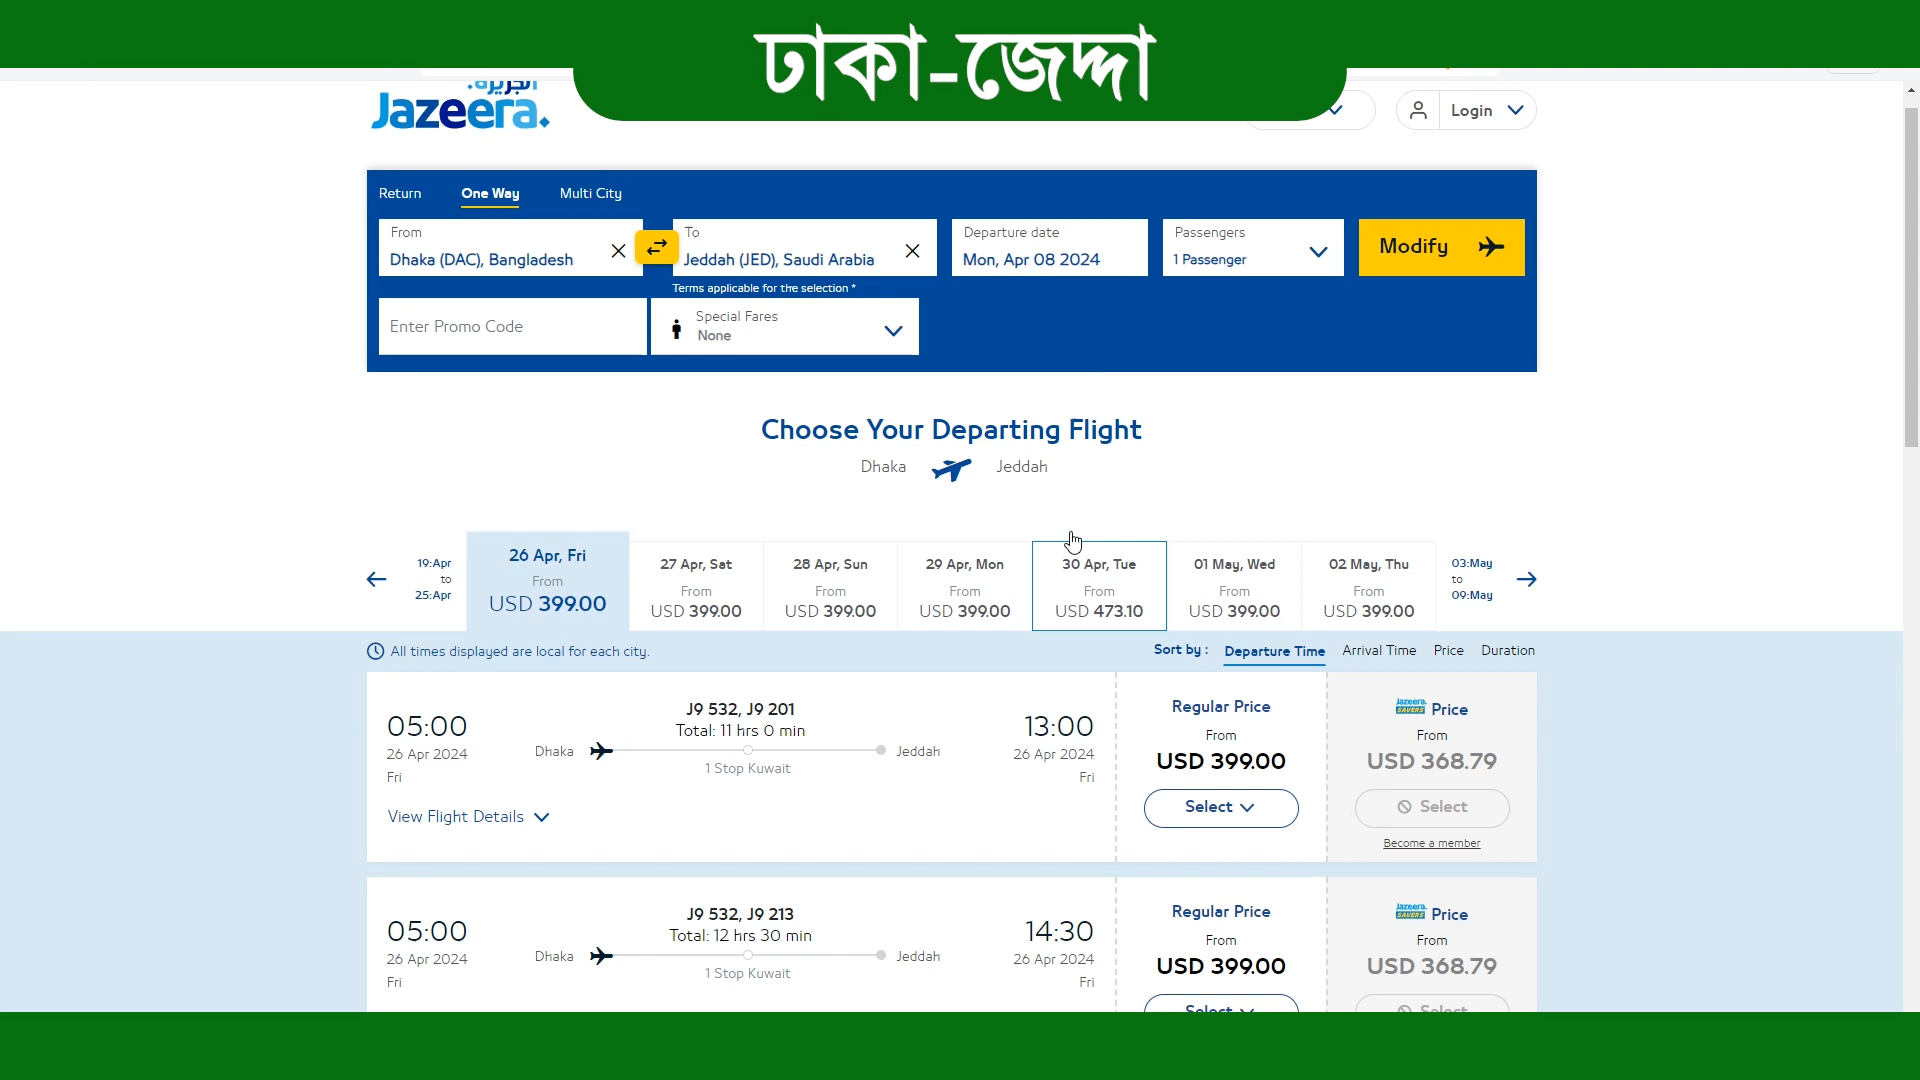 ঢাকা-জেদ্দা
الجزيرة.
Jazeera.
Login
Return One Way Multi City
From
Dhaka (DAC), Bangladesh
To
Jeddah (JED), Saudi Arabia
Departure date
Mon, Apr 08 2024
Passengers
1 Passenger
Modify
Terms applicable for the selection *
Enter Promo Code
Special Fares
None
Choose Your Departing Flight
Dhaka Jeddah
19:Apr
to
25:Apr
26 Apr, Fri
From
USD 399.00
27 Apr, Sat
From
USD 399.00
28 Apr, Sun
From
USD 399.00
29 Apr, Mon
From
USD 399.00
30 Apr, Tue
From
USD 473.10
01 May, Wed
From
USD 399.00
02 May, Thu
From
USD 399.00
03:May
to
09:May
All times displayed are local for each city.
Sort by : Departure Time Arrival Time Price Duration
05:00
26 Apr 2024
Fri
J9 532, J9 201
Total: 11 hrs 0 min
Dhaka Jeddah
1 Stop Kuwait
13:00
26 Apr 2024
Fri
View Flight Details
Regular Price
From
USD 399.00
Select
Jazeera SAVERS Price
From
USD 368.79
Select
Become a member
05:00
26 Apr 2024
Fri
J9 532, J9 213
Total: 12 hrs 30 min
Dhaka Jeddah
1 Stop Kuwait
14:30
26 Apr 2024
Fri
Regular Price
From
USD 399.00
Select
Jazeera SAVERS Price
From
USD 368.79
Select